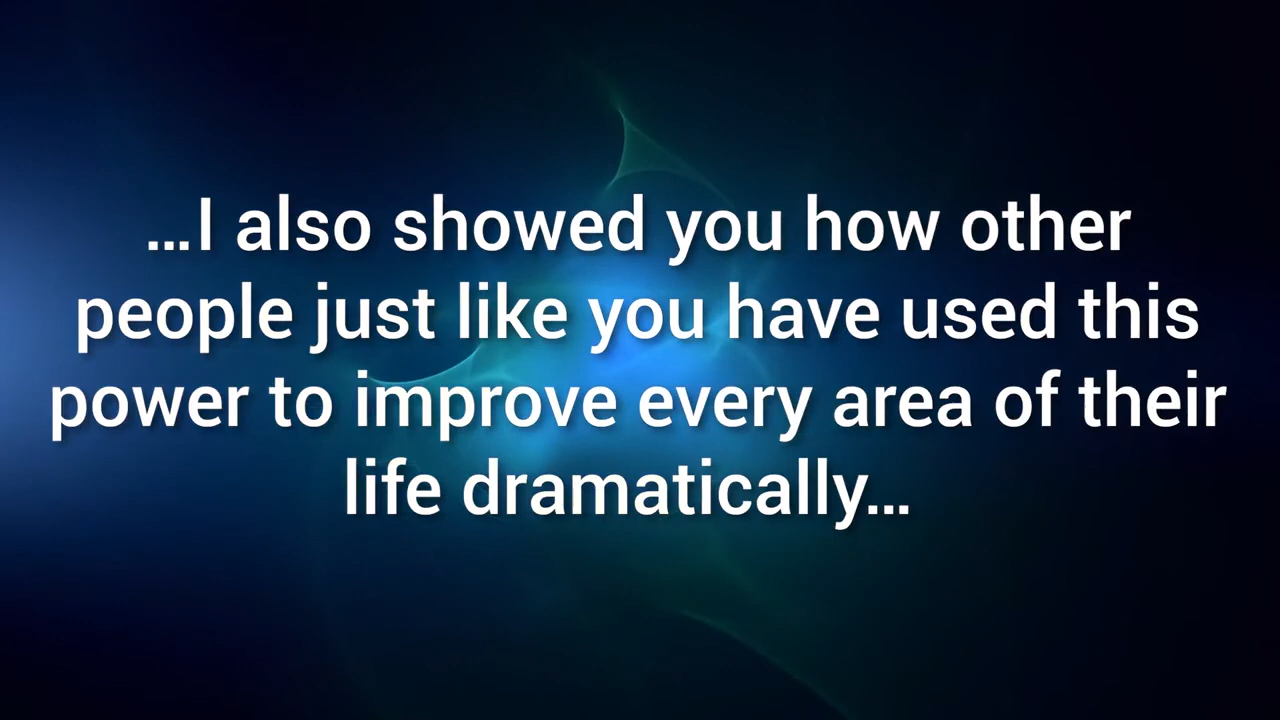 …I also showed you how other
people just like you have used this
power to improve every area of their
life dramatically…